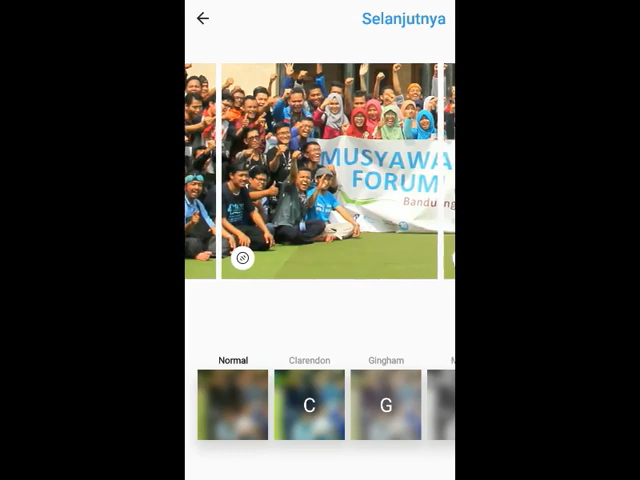 Selanjutnya
MUSYAWA
FORUM
Bandung
Normal
Clarendon
Gingham
M
C
G